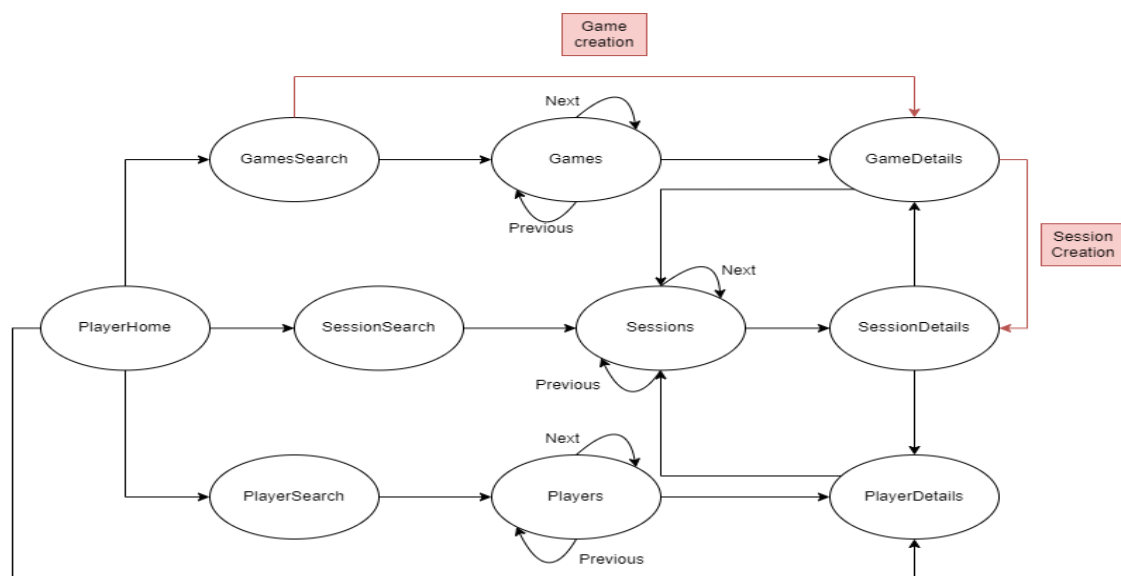 Game
creation
Next
GamesSearch
Games
GameDetails
Previous
Session
Creation
Next
PlayerHome
SessionSearch
Sessions
SessionDetails
Previous
Next
PlayerSearch
Players
PlayerDetails
Previous